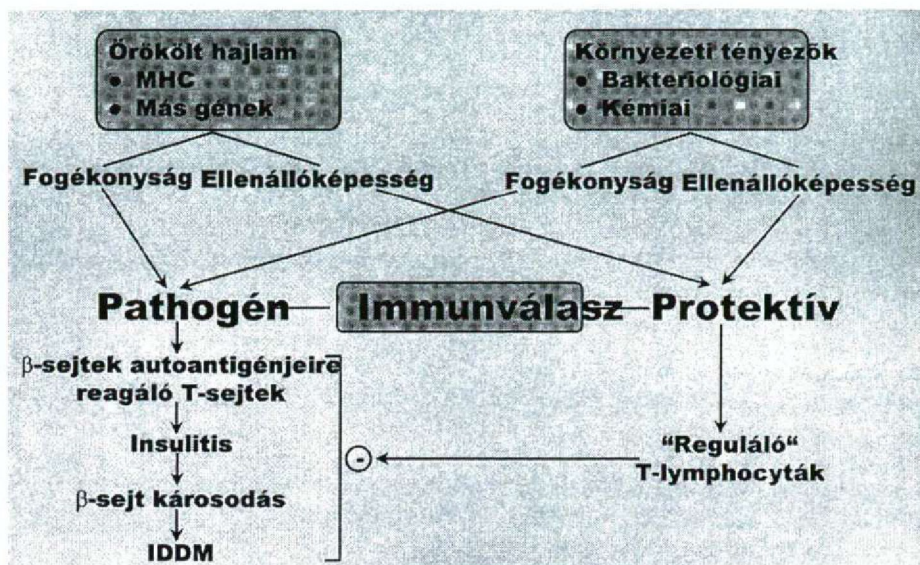 Örökölt hajlam
• MHC
• Más gének
Környezeti tényezők
• Bakteriológiai
• Kémiai
Fogékonyság Ellenállóképesség
Fogékonyság Ellenállóképesség
Pathogén
Immunválasz
Protektív
β-sejtek autoantigénjeire
reagáló T-sejtek
Insulitis
β-sejt károsodás
IDDM
-
“Reguláló“
T-lymphocyták